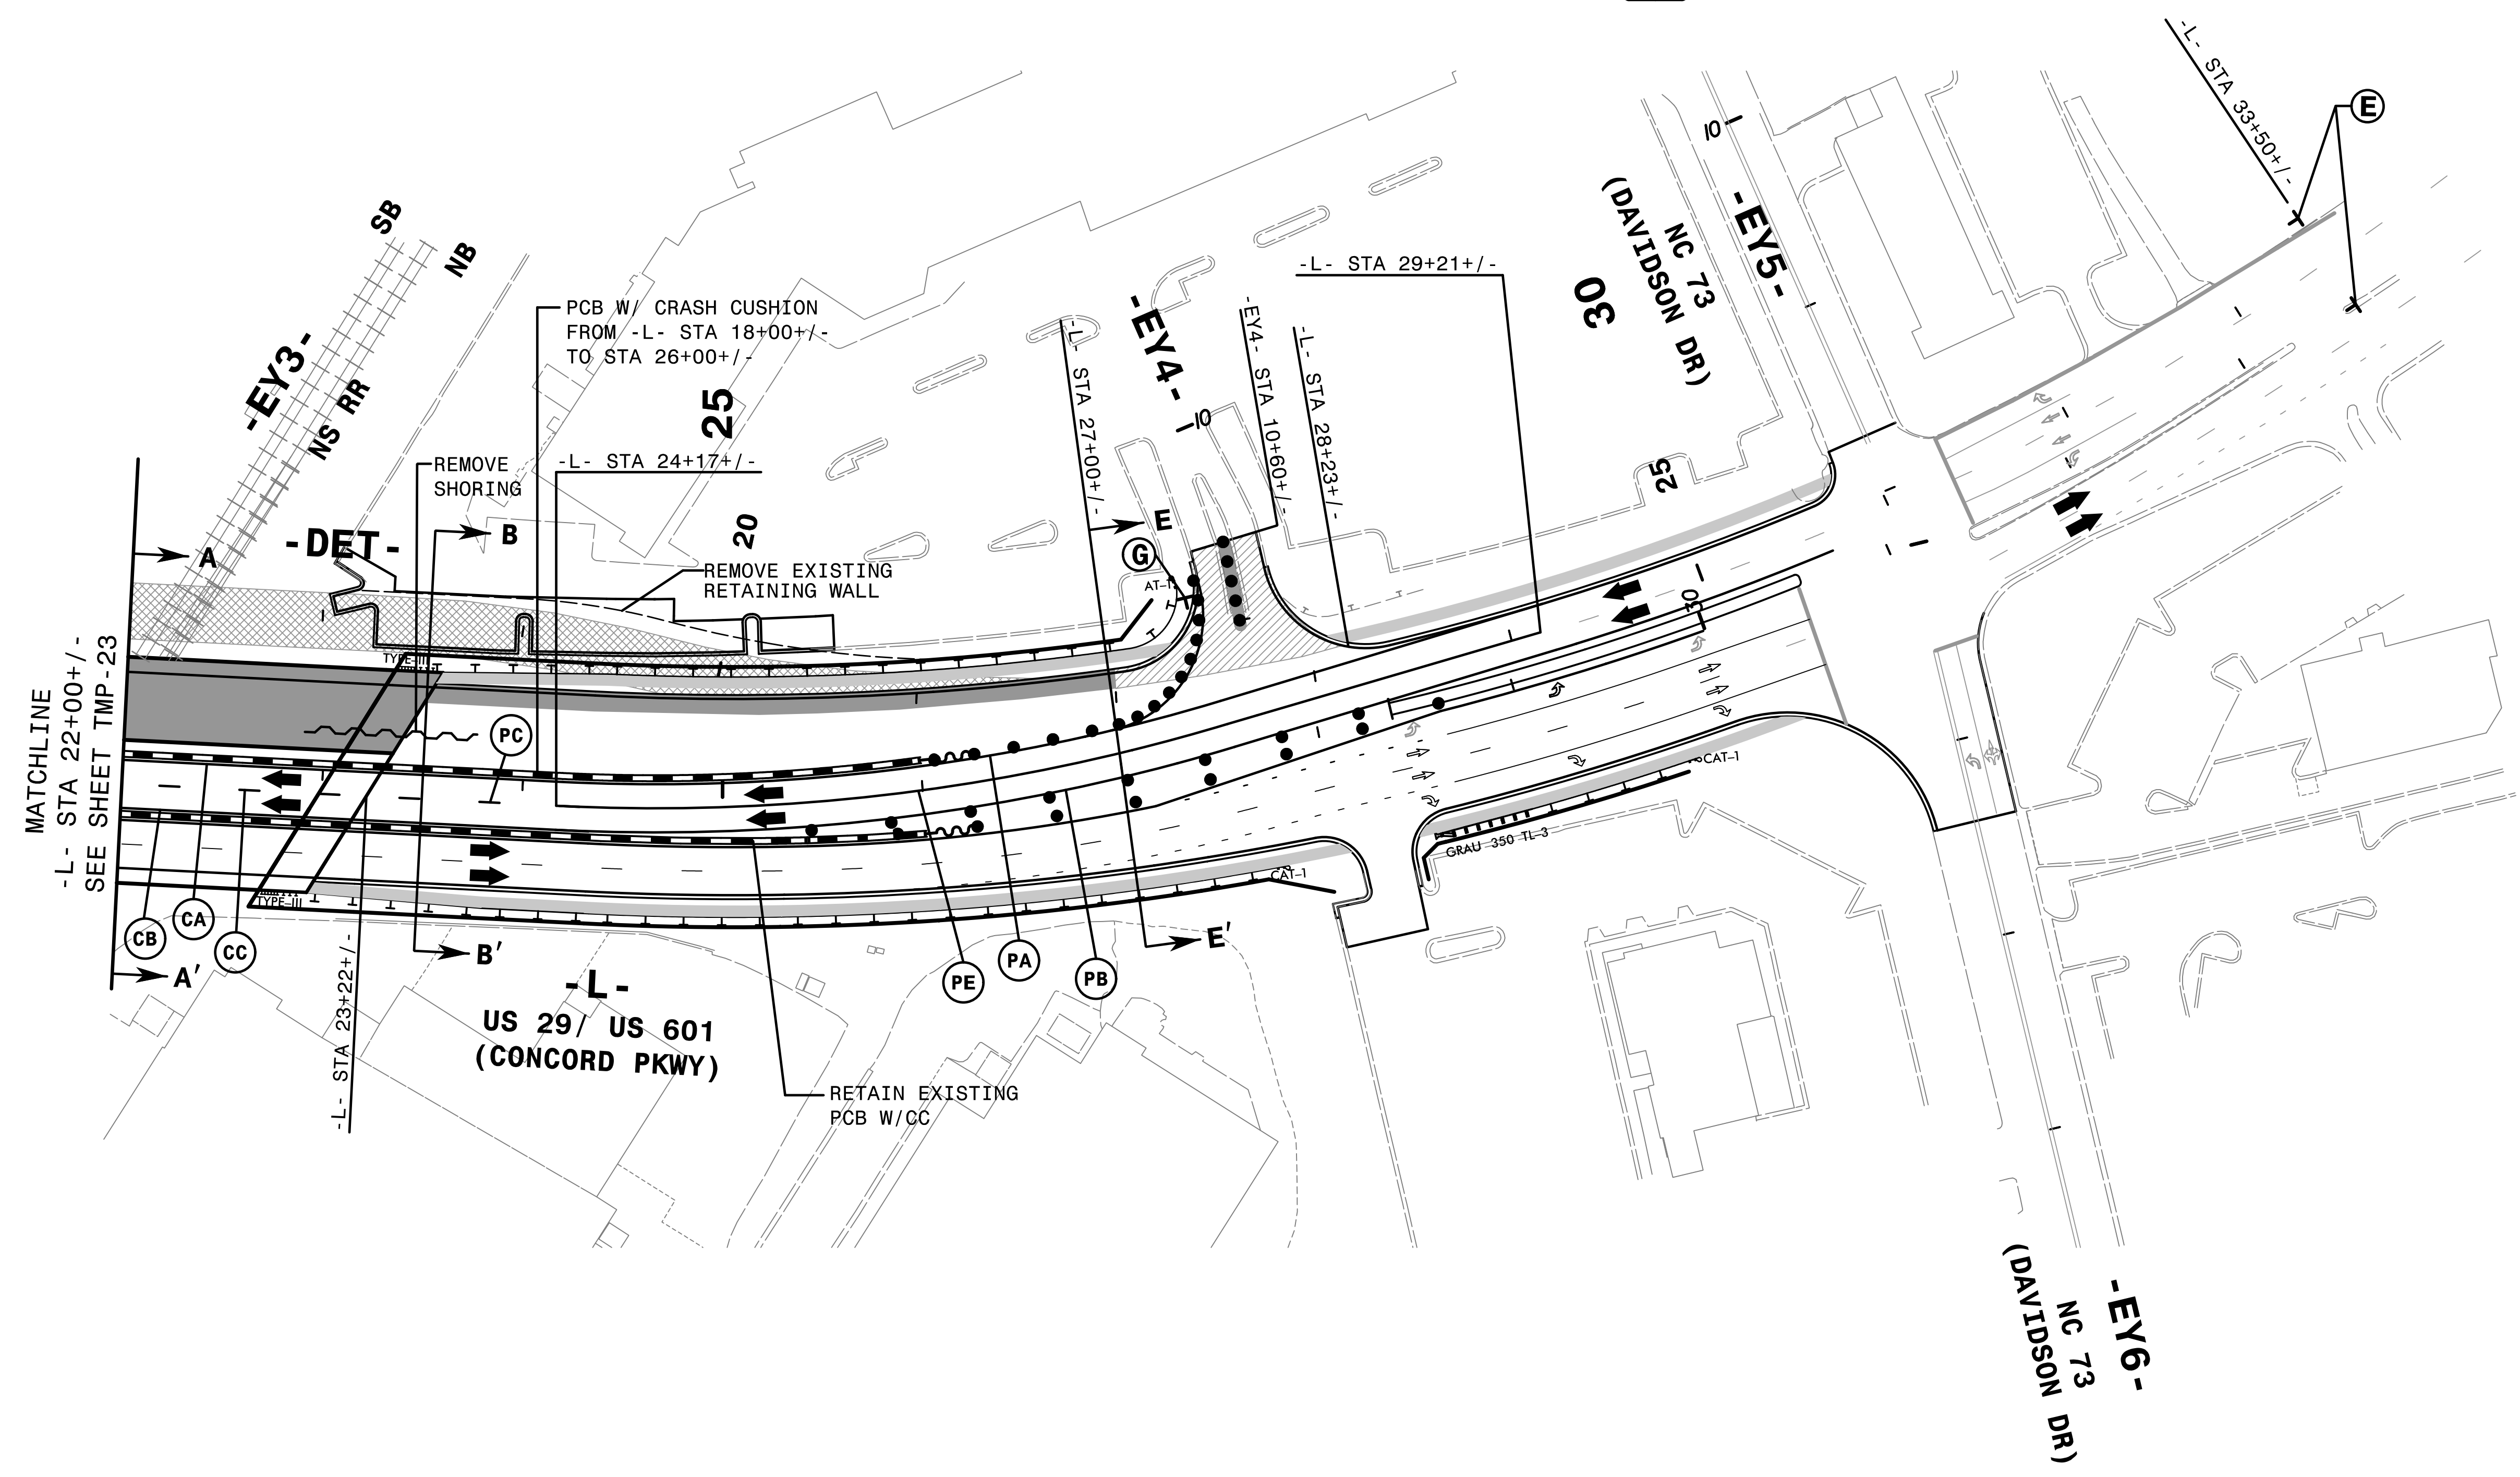 -L- STA 33+50+/-
E
SB
NB
-EY3-
NS RR
PCB W/ CRASH CUSHION
FROM -L- STA 18+00+/-
TO STA 26+00+/-
25
-L- STA 24+17+/-
REMOVE
SHORING
-DET-
A
B
20
REMOVE EXISTING
RETAINING WALL
-L- STA 27+00+/-
-EY4-
10
-EY4- STA 10+60+/-
-L- STA 28+23+/-
-L- STA 29+21+/-
30
NC 73
(DAVIDSON DR)
-EY5-
10
25
E
G
AT-1
30
MATCHLINE
-L- STA 22+00+/-
SEE SHEET TMP-23
TYPE-III
PC
TYPE-III
CAT-1
CAT-1
GRAU 350 TL-3
CB
CA
CC
A'
B'
E'
PE
PA
PB
-L- STA 23+22+/-
-L-
US 29/ US 601
(CONCORD PKWY)
RETAIN EXISTING
PCB W/CC
-EY6-
NC 73
(DAVIDSON DR)